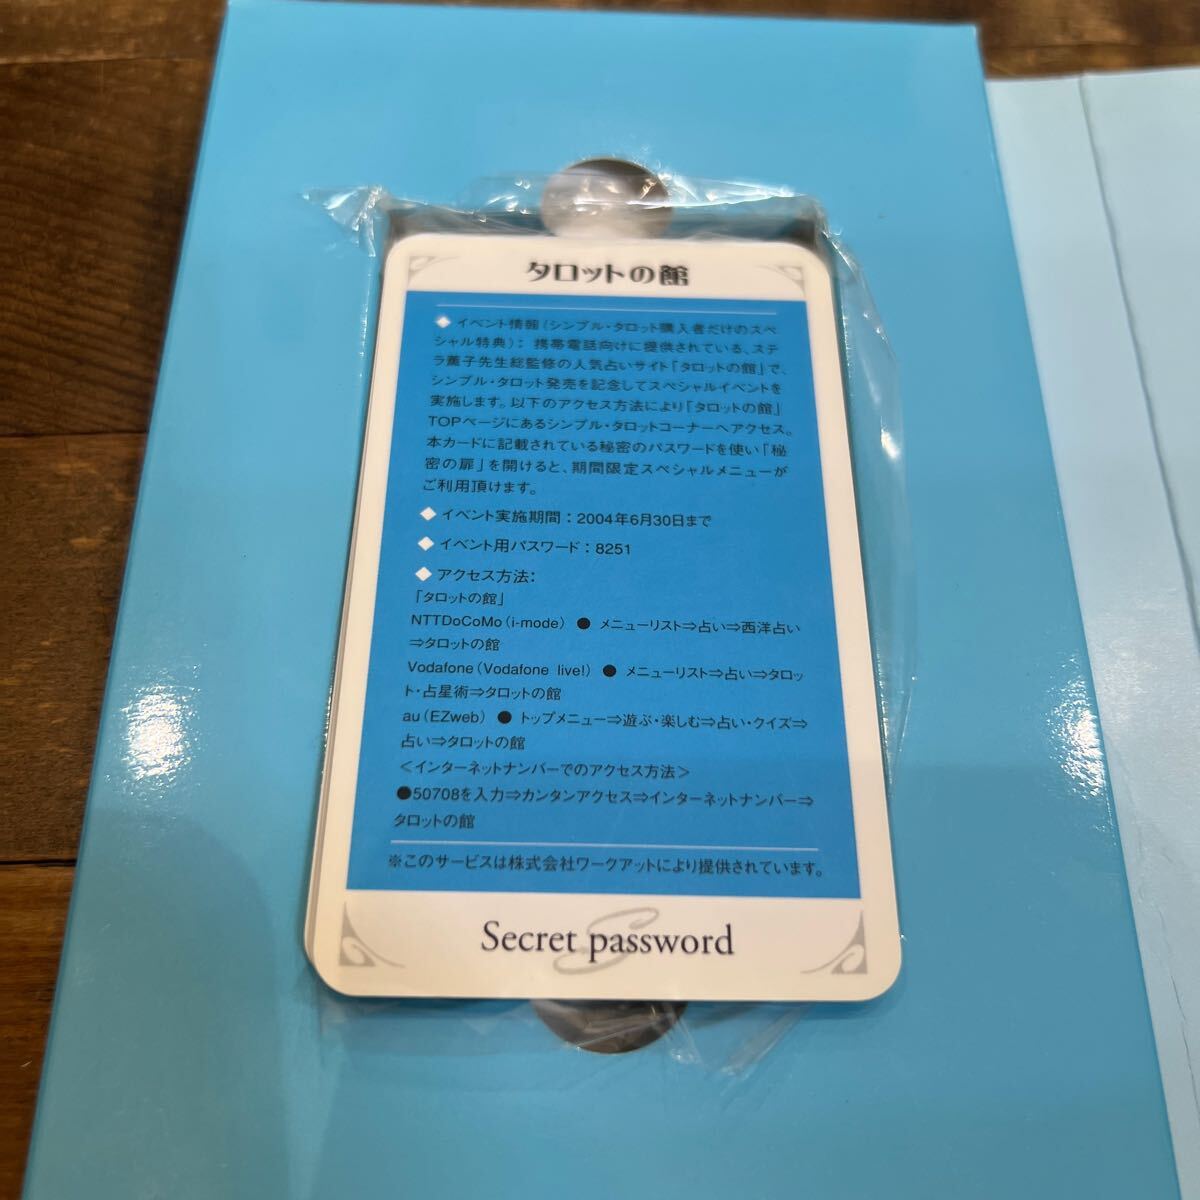 タロットの館
◆ イベント情報（シンプル・タロット購入者だけのスペ
シャル特典）： 携帯電話向けに提供されている、ステ
ラ薫子先生総監修の人気占いサイト「タロットの館」で、
シンプル・タロット発売を記念してスペシャルイベントを
実施します。以下のアクセス方法により「タロットの館」
TOPページにあるシンプル・タロットコーナーへアクセス。
本カードに記載されている秘密のパスワードを使い「秘
密の扉」を開けると、期間限定スペシャルメニューが
ご利用頂けます。
◆ イベント実施期間：2004年6月30日まで
◆ イベント用パスワード：8251
◆ アクセス方法：
「タロットの館」
NTTDoCoMo（i-mode） ● メニューリスト⇒占い⇒西洋占い
⇒タロットの館
Vodafone（Vodafone live!） ● メニューリスト⇒占い⇒タロッ
ト・占星術⇒タロットの館
au（EZweb） ● トップメニュー⇒遊ぶ・楽しむ⇒占い・クイズ⇒
占い⇒タロットの館
＜インターネットナンバーでのアクセス方法＞
●50708を入力⇒カンタンアクセス⇒インターネットナンバー⇒
タロットの館
※このサービスは株式会社ワークアットにより提供されています。
S
Secret password